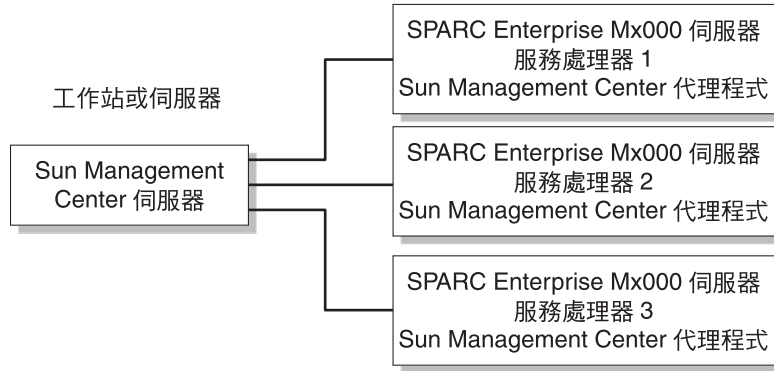 工作站或伺服器
Sun Management
Center 伺服器
SPARC Enterprise Mx000 伺服器
服務處理器 1
Sun Management Center 代理程式
SPARC Enterprise Mx000 伺服器
服務處理器 2
Sun Management Center 代理程式
SPARC Enterprise Mx000 伺服器
服務處理器 3
Sun Management Center 代理程式